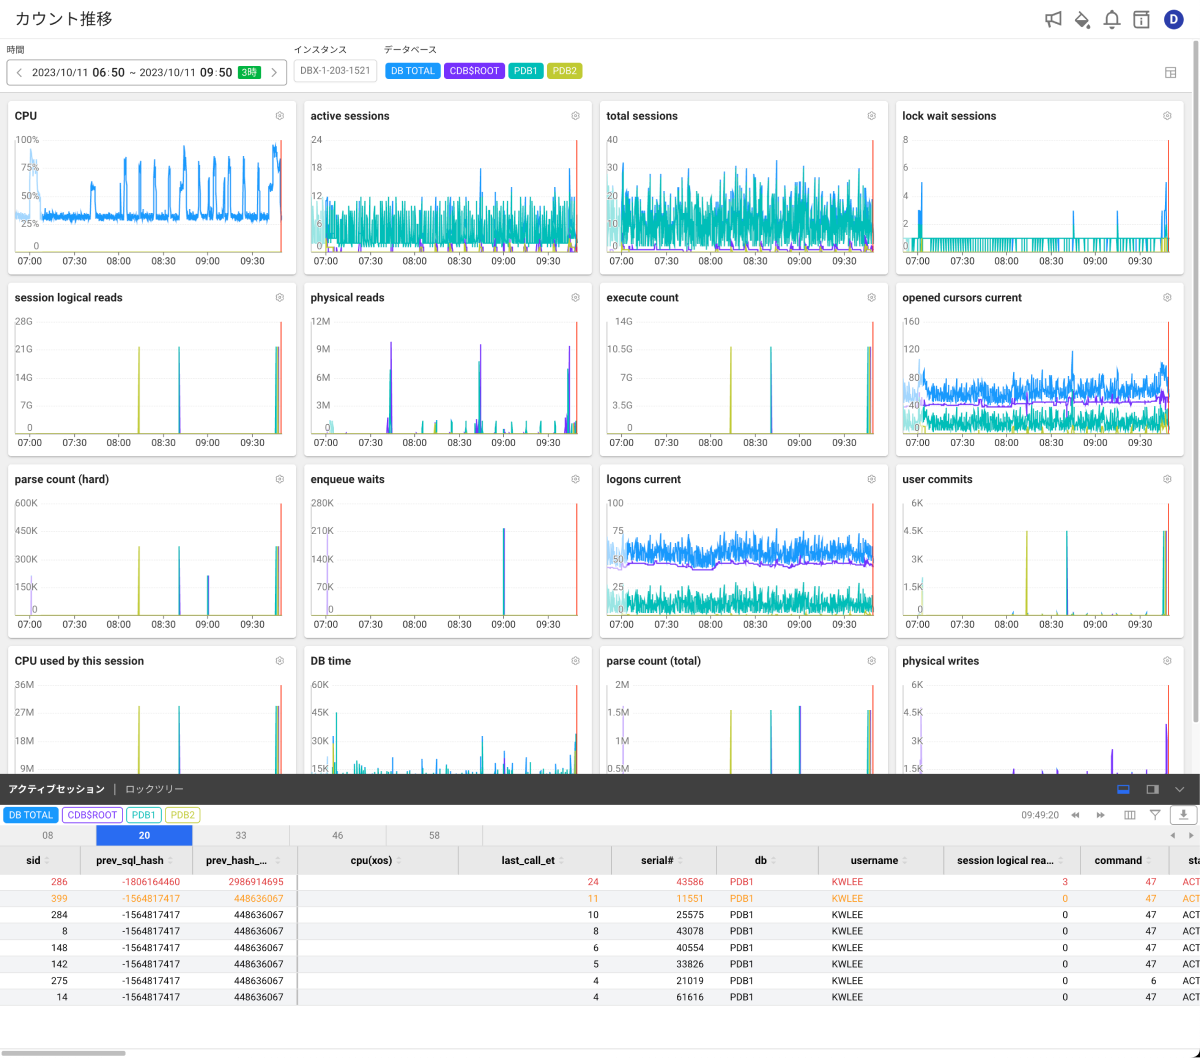 カウント推移
D
時間
インスタンス
データベース
2023/10/11 06:50 ~ 2023/10/11 09:50 3時
DBX-1-203-1521
DB TOTAL CDB$ROOT PDB1 PDB2
CPU
100%
75%
50%
25%
0
07:00 07:30 08:00 08:30 09:00 09:30
active sessions
24
18
12
6
0
07:00 07:30 08:00 08:30 09:00 09:30
total sessions
40
30
20
10
0
07:00 07:30 08:00 08:30 09:00 09:30
lock wait sessions
8
6
4
2
0
07:00 07:30 08:00 08:30 09:00 09:30
session logical reads
28G
21G
14G
7G
0
07:00 07:30 08:00 08:30 09:00 09:30
physical reads
12M
9M
6M
3M
0
07:00 07:30 08:00 08:30 09:00 09:30
execute count
14G
10.5G
7G
3.5G
0
07:00 07:30 08:00 08:30 09:00 09:30
opened cursors current
160
120
80
40
0
07:00 07:30 08:00 08:30 09:00 09:30
parse count (hard)
600K
450K
300K
150K
0
07:00 07:30 08:00 08:30 09:00 09:30
enqueue waits
280K
210K
140K
70K
0
07:00 07:30 08:00 08:30 09:00 09:30
logons current
100
75
50
25
0
07:00 07:30 08:00 08:30 09:00 09:30
user commits
6K
4.5K
3K
1.5K
0
07:00 07:30 08:00 08:30 09:00 09:30
CPU used by this session
36M
27M
18M
9M
DB time
60K
45K
30K
15K
parse count (total)
2M
1.5M
1M
0.5M
physical writes
6K
4.5K
3K
1.5K
アクティブセッション | ロックツリー
DB TOTAL CDB$ROOT PDB1 PDB2
09:49:20
08 20 33 46 58
sid prev_sql_hash prev_hash_... cpu(xos) last_call_et serial# db username session logical rea... command sta
286 -1806164460 2986914695 24 43586 PDB1 KWLEE 3 47 ACT
399 -1564817417 448636067 11 11551 PDB1 KWLEE 0 47 ACT
284 -1564817417 448636067 10 25575 PDB1 KWLEE 0 47 ACT
8 -1564817417 448636067 8 43078 PDB1 KWLEE 0 47 ACT
148 -1564817417 448636067 6 40554 PDB1 KWLEE 0 47 ACT
142 -1564817417 448636067 5 33826 PDB1 KWLEE 0 47 ACT
275 -1564817417 448636067 4 21019 PDB1 KWLEE 0 6 ACT
14 -1564817417 448636067 4 61616 PDB1 KWLEE 0 47 ACT